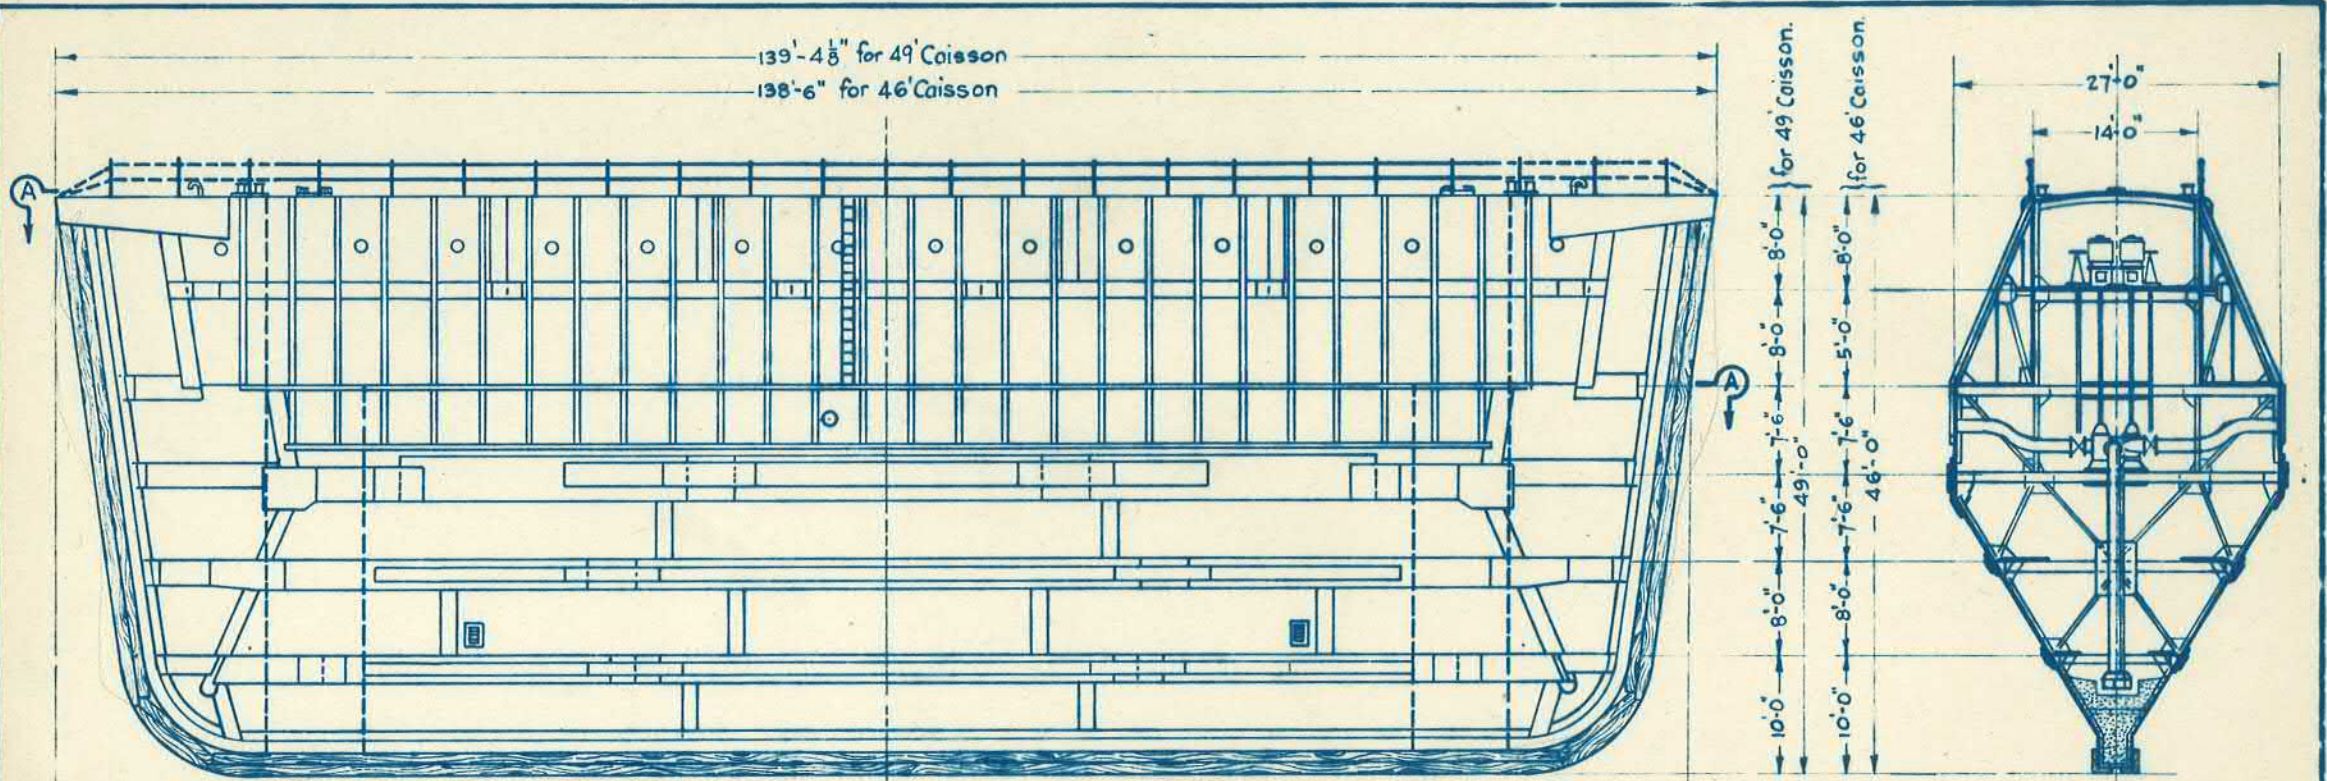 139'-4⅛" for 49' Caisson
138'-6" for 46' Caisson
for 49' Caisson.
for 46' Caisson.
27'-0"
14'-0"
A
A
8'-0"
8'-0"
7'-6"
7'-6"
8'-0"
10'-0"
49'-0"
8'-0"
5'-0"
7'-6"
7'-6"
8'-0"
10'-0"
46'-0"